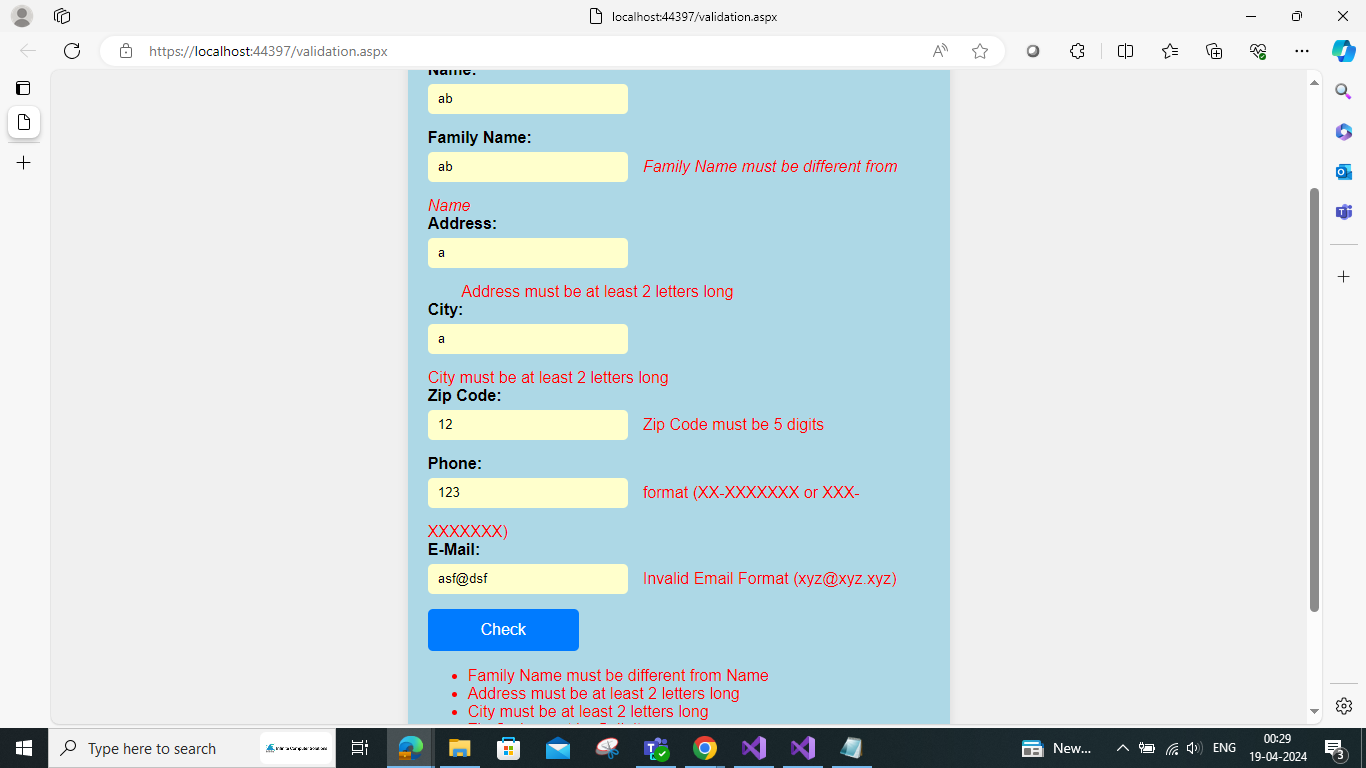 localhost:44397/validation.aspx
https://localhost:44397/validation.aspx
Name:
ab
Family Name:
ab Family Name must be different from
Name
Address:
a
Address must be at least 2 letters long
City:
a
City must be at least 2 letters long
Zip Code:
12 Zip Code must be 5 digits
Phone:
123 format (XX-XXXXXXX or XXX-
XXXXXXX)
E-Mail:
asf@dsf Invalid Email Format (xyz@xyz.xyz)
Check
• Family Name must be different from Name
• Address must be at least 2 letters long
• City must be at least 2 letters long
Type here to search
Infinite Computer Solutions
New...
ENG
00:29
19-04-2024
3